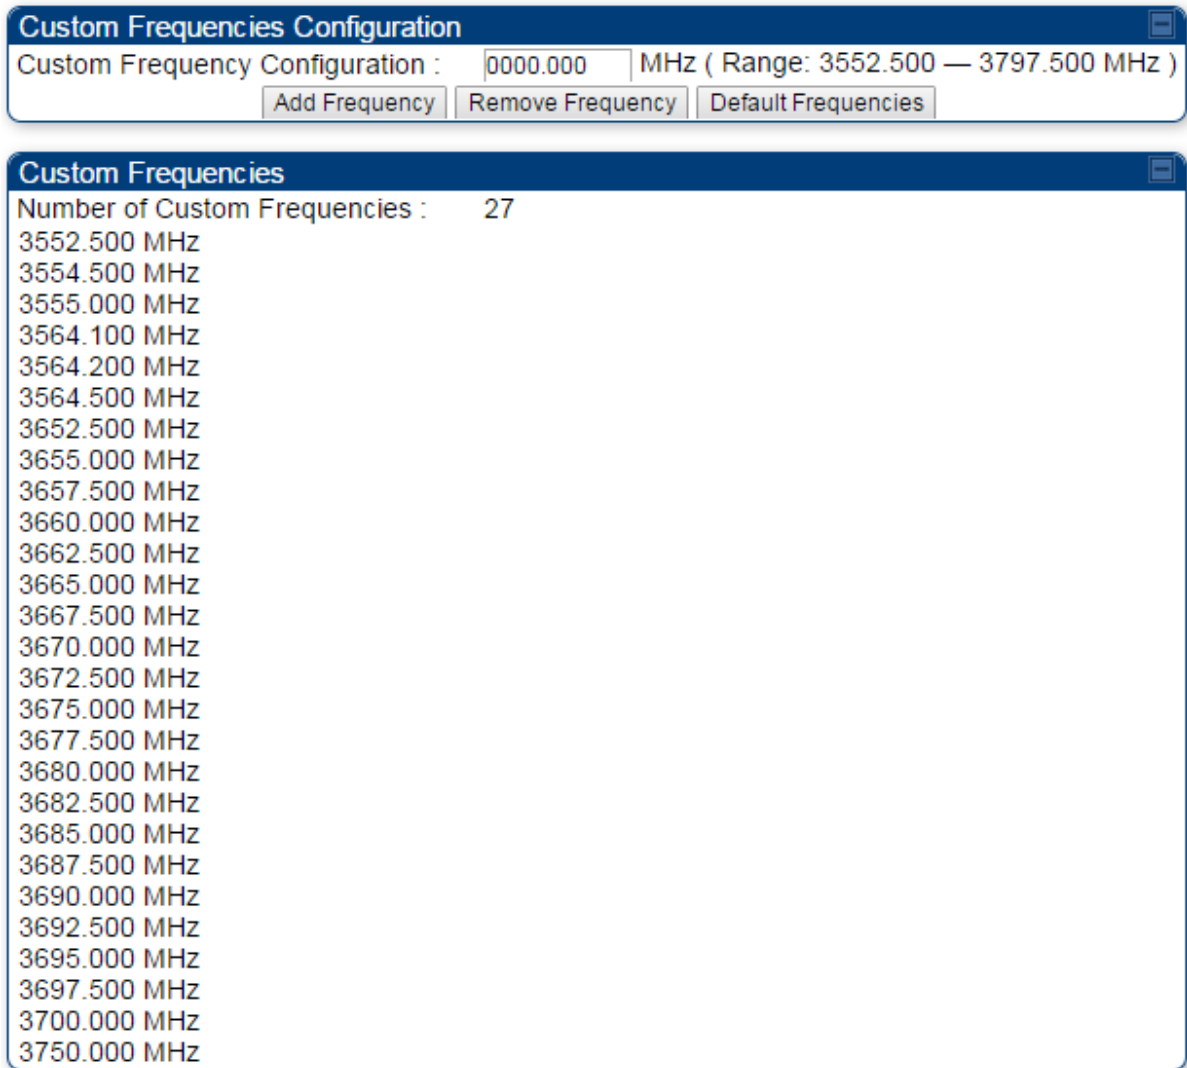 Custom Frequencies Configuration
Custom Frequency Configuration : 0000.000 MHz ( Range: 3552.500 — 3797.500 MHz )
Add Frequency Remove Frequency Default Frequencies
Custom Frequencies
Number of Custom Frequencies : 27
3552.500 MHz
3554.500 MHz
3555.000 MHz
3564.100 MHz
3564.200 MHz
3564.500 MHz
3652.500 MHz
3655.000 MHz
3657.500 MHz
3660.000 MHz
3662.500 MHz
3665.000 MHz
3667.500 MHz
3670.000 MHz
3672.500 MHz
3675.000 MHz
3677.500 MHz
3680.000 MHz
3682.500 MHz
3685.000 MHz
3687.500 MHz
3690.000 MHz
3692.500 MHz
3695.000 MHz
3697.500 MHz
3700.000 MHz
3750.000 MHz